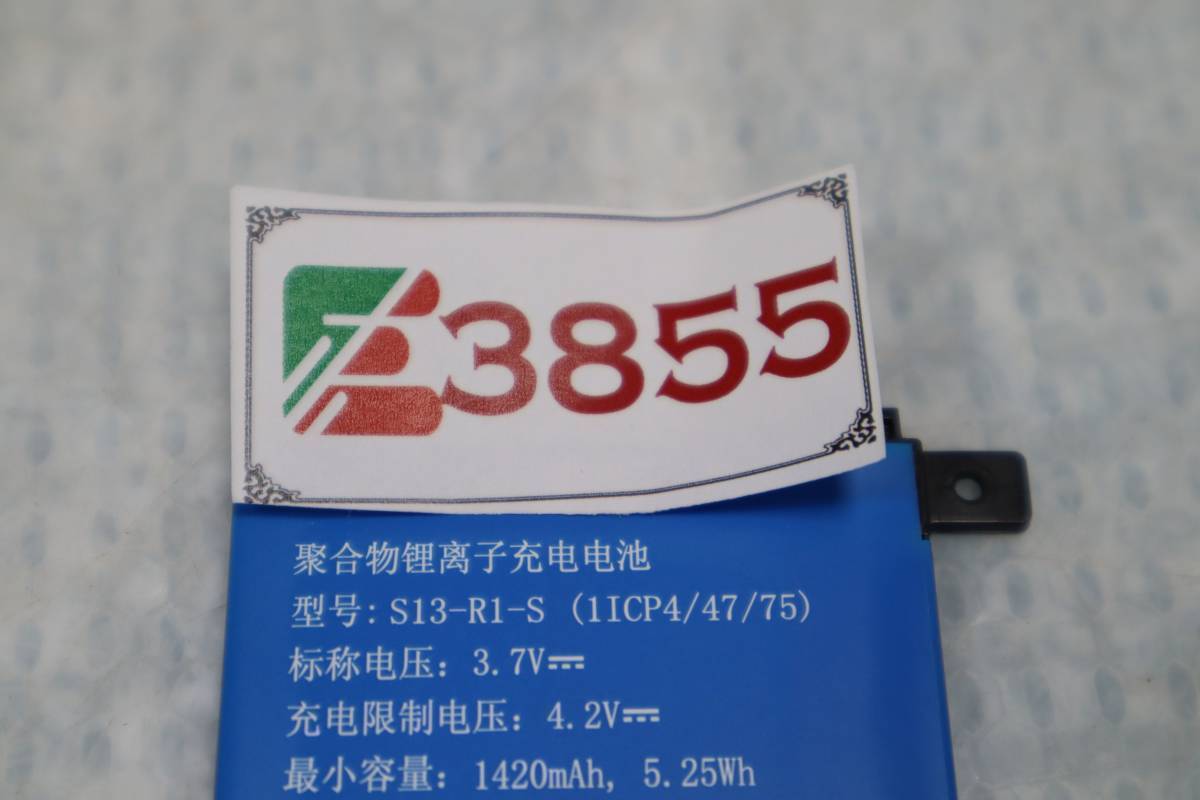 3855
聚合物锂离子充电电池
型号: S13-R1-S (1ICP4/47/75)
标称电压: 3.7V⎓
充电限制电压: 4.2V⎓
最小容量: 1420mAh, 5.25Wh